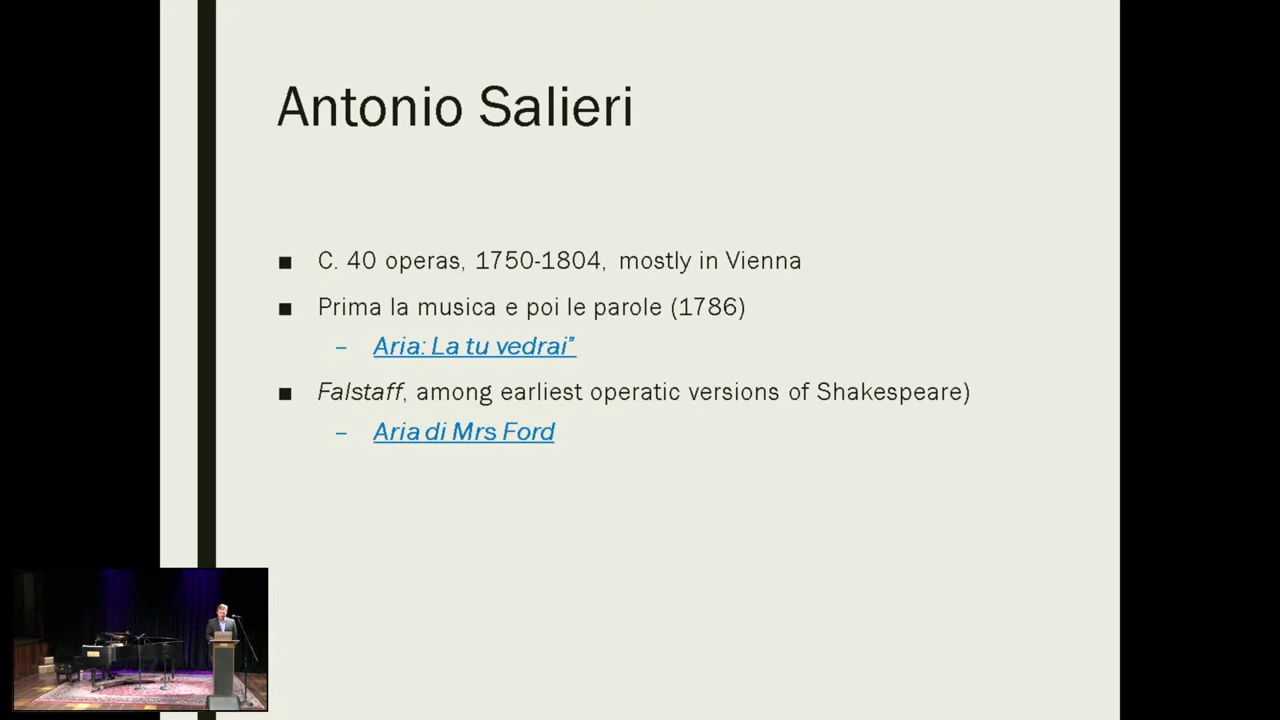 Antonio Salieri
C. 40 operas, 1750-1804, mostly in Vienna
Prima la musica e poi le parole (1786)
– Aria: La tu vedrai”
Falstaff, among earliest operatic versions of Shakespeare)
– Aria di Mrs Ford